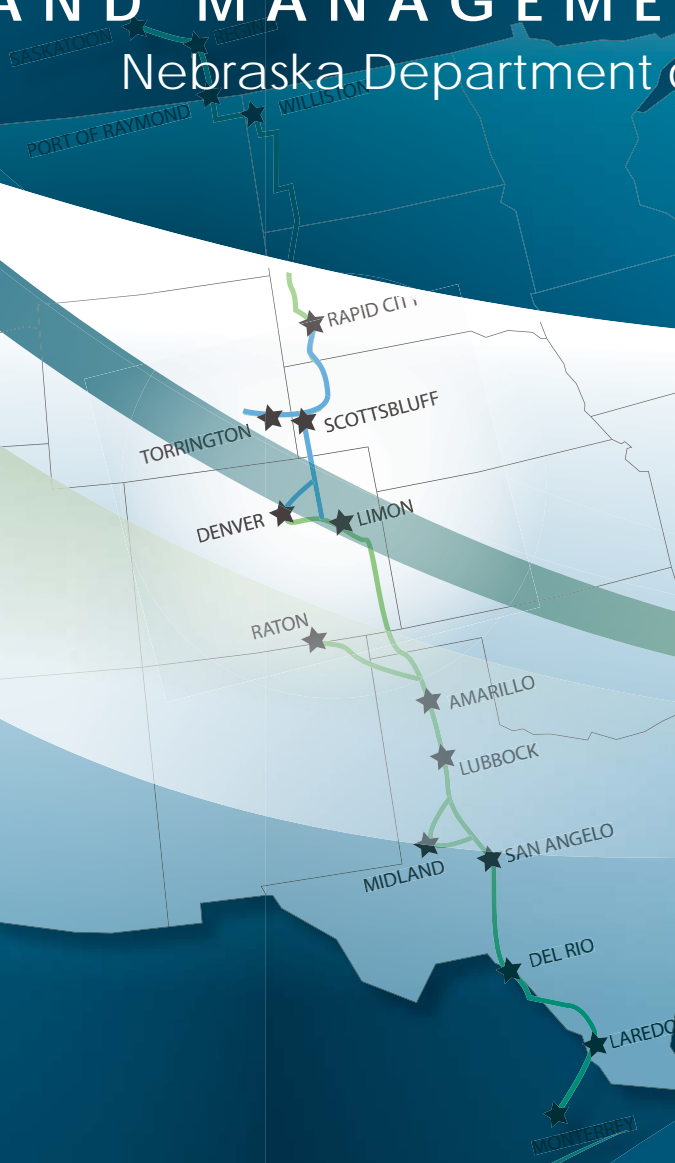 AND MANAGEME
SASKATOON
REGINA
Nebraska Department o
WILLISTON
PORT OF RAYMOND
RAPID CITY
SCOTTSBLUFF
TORRINGTON
LIMON
DENVER
RATON
AMARILLO
LUBBOCK
SAN ANGELO
MIDLAND
DEL RIO
LAREDO
MONTERREY